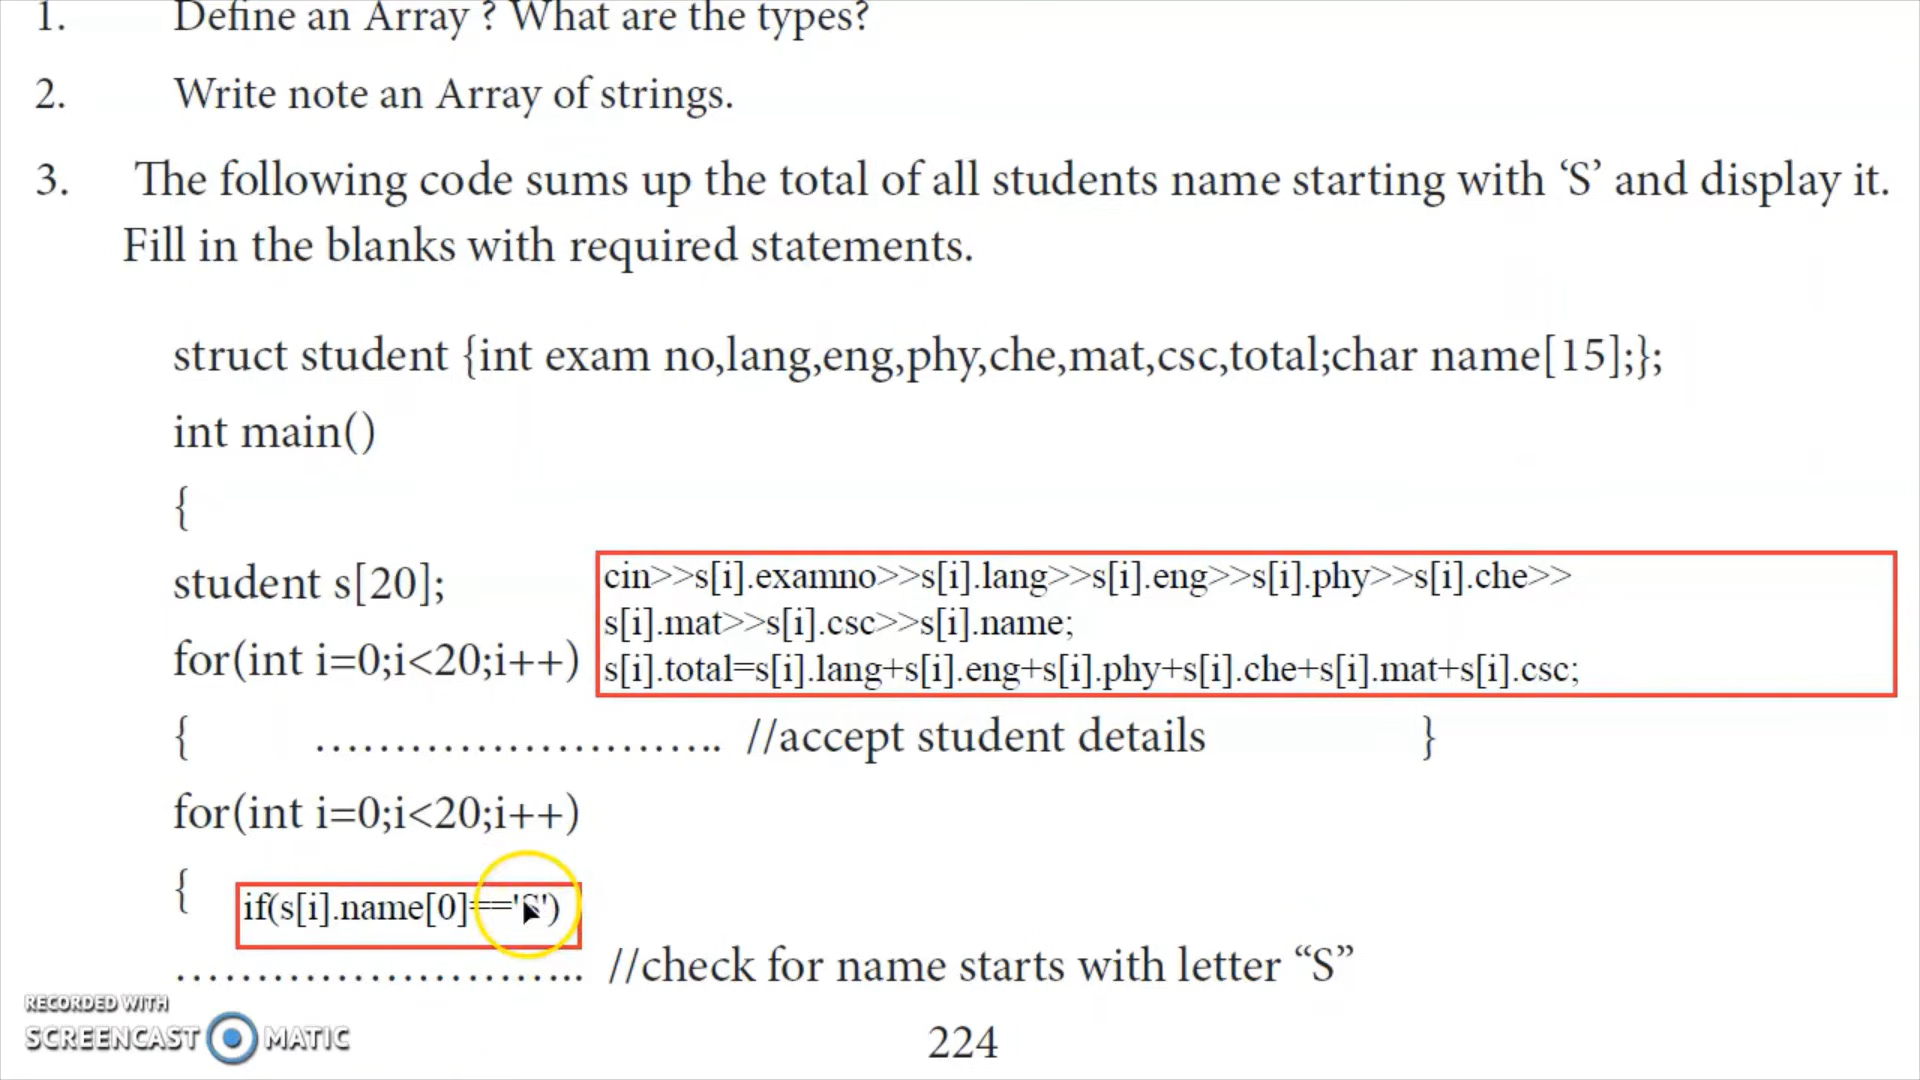 1. Define an Array ? What are the types?
2. Write note an Array of strings.
3. The following code sums up the total of all students name starting with ‘S’ and display it.
Fill in the blanks with required statements.
struct student {int exam no,lang,eng,phy,che,mat,csc,total;char name[15];};
int main()
{
student s[20];
cin>>s[i].examno>>s[i].lang>>s[i].eng>>s[i].phy>>s[i].che>>
s[i].mat>>s[i].csc>>s[i].name;
for(int i=0;i<20;i++)
s[i].total=s[i].lang+s[i].eng+s[i].phy+s[i].che+s[i].mat+s[i].csc;
{ ……………………….. //accept student details }
for(int i=0;i<20;i++)
{
if(s[i].name[0]=='S')
……………………….. //check for name starts with letter “S”
RECORDED WITH
SCREENCAST MATIC
224